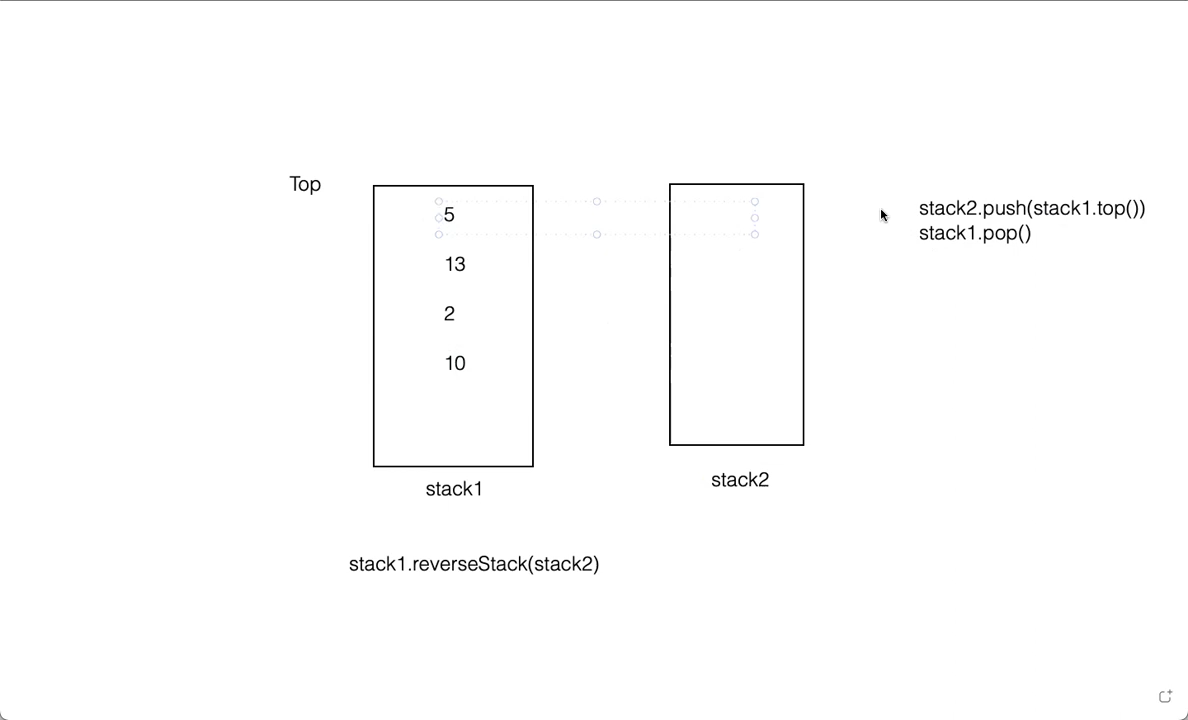 Top
5
13
2
10
stack1
stack2
stack2.push(stack1.top())
stack1.pop()
stack1.reverseStack(stack2)